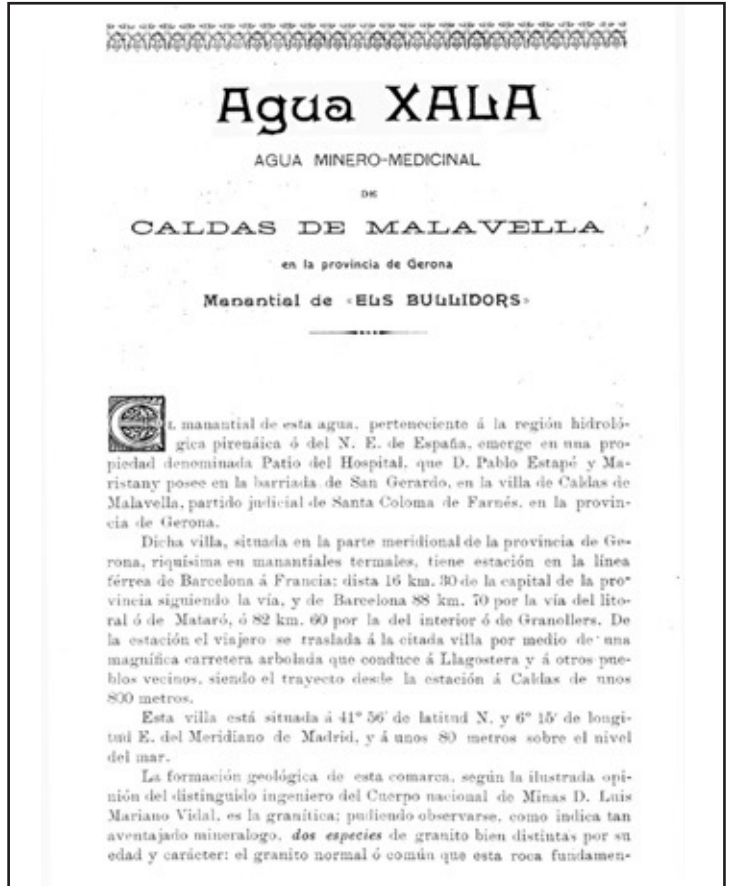 Agua XALA
AGUA MINERO-MEDICINAL
DE
CALDAS DE MALAVELLA
en la provincia de Gerona
Manantial de «ELS BULLIDORS»
EL manantial de esta agua, perteneciente á la región hidroló-
gica pirenáica ó del N. E. de España, emerge en una pro-
piedad denominada Patio del Hospital, que D. Pablo Estapé y Ma-
ristany posee en la barriada de San Gerardo, en la villa de Caldas de
Malavella, partido judicial de Santa Coloma de Farnés, en la provin-
cia de Gerona.
Dicha villa, situada en la parte meridional de la provincia de Ge-
rona, riquísima en manantiales termales, tiene estación en la línea
férrea de Barcelona á Francia; dista 16 km. 30 de la capital de la pro-
vincia siguiendo la vía, y de Barcelona 88 km. 70 por la vía del lito-
ral ó de Mataró, ó 82 km. 60 por la del interior ó de Granollers. De
la estación el viajero se traslada á la citada villa por medio de una
magnífica carretera arbolada que conduce á Llagostera y á otros pue-
blos vecinos, siendo el trayecto desde la estación á Caldas de unos
800 metros.
Esta villa está situada á 41° 56' de latitud N. y 6° 15' de longi-
tud E. del Meridiano de Madrid, y á unos 80 metros sobre el nivel
del mar.
La formación geológica de esta comarca, según la ilustrada opi-
nión del distinguido ingeniero del Cuerpo nacional de Minas D. Luis
Mariano Vidal, es la granítica; pudiendo observarse, como indica tan
aventajado mineralogo, dos especies de granito bien distintas por su
edad y carácter: el granito normal ó común que esta roca fundamen-